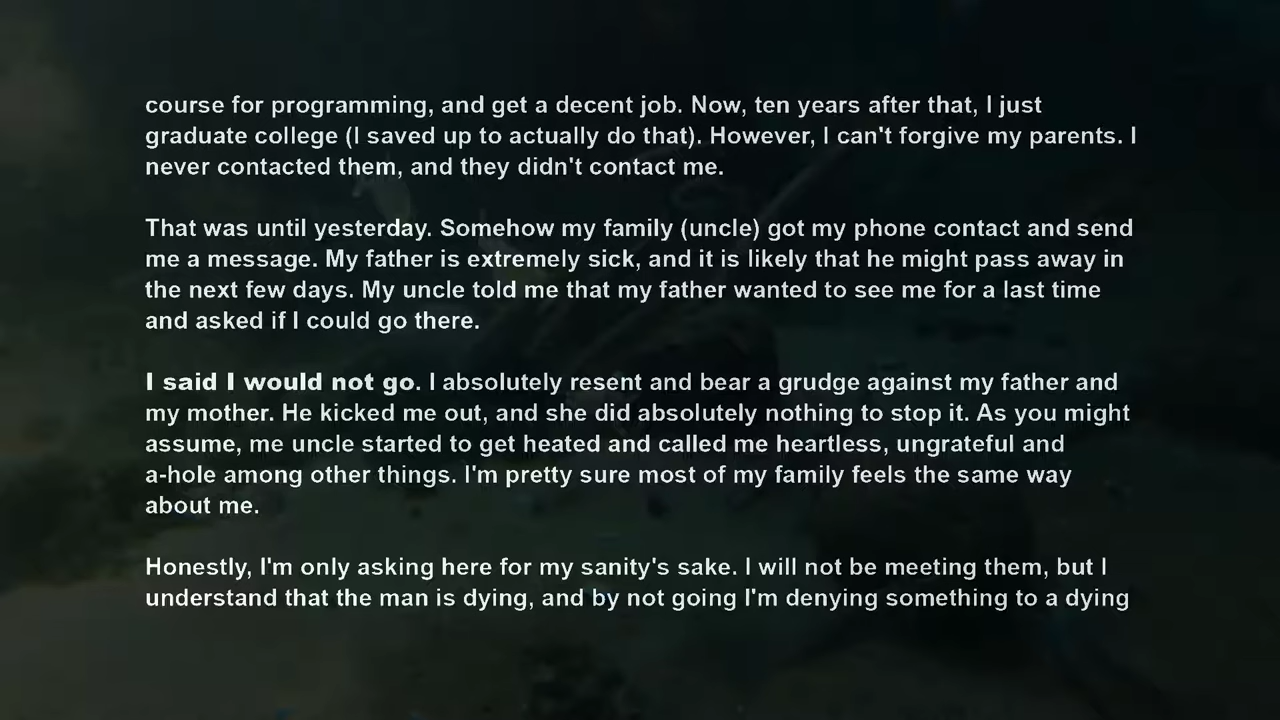 course for programming, and get a decent job. Now, ten years after that, I just
graduate college (I saved up to actually do that). However, I can't forgive my parents. I
never contacted them, and they didn't contact me.
That was until yesterday. Somehow my family (uncle) got my phone contact and send
me a message. My father is extremely sick, and it is likely that he might pass away in
the next few days. My uncle told me that my father wanted to see me for a last time
and asked if I could go there.
I said I would not go. I absolutely resent and bear a grudge against my father and
my mother. He kicked me out, and she did absolutely nothing to stop it. As you might
assume, me uncle started to get heated and called me heartless, ungrateful and
a-hole among other things. I'm pretty sure most of my family feels the same way
about me.
Honestly, I'm only asking here for my sanity's sake. I will not be meeting them, but I
understand that the man is dying, and by not going I'm denying something to a dying